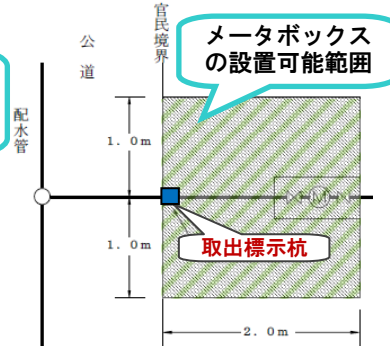 公道
官民境界
メータボックス
の設置可能範囲
配水管
1.0m
M
取出標示杭
1.0m
2.0m